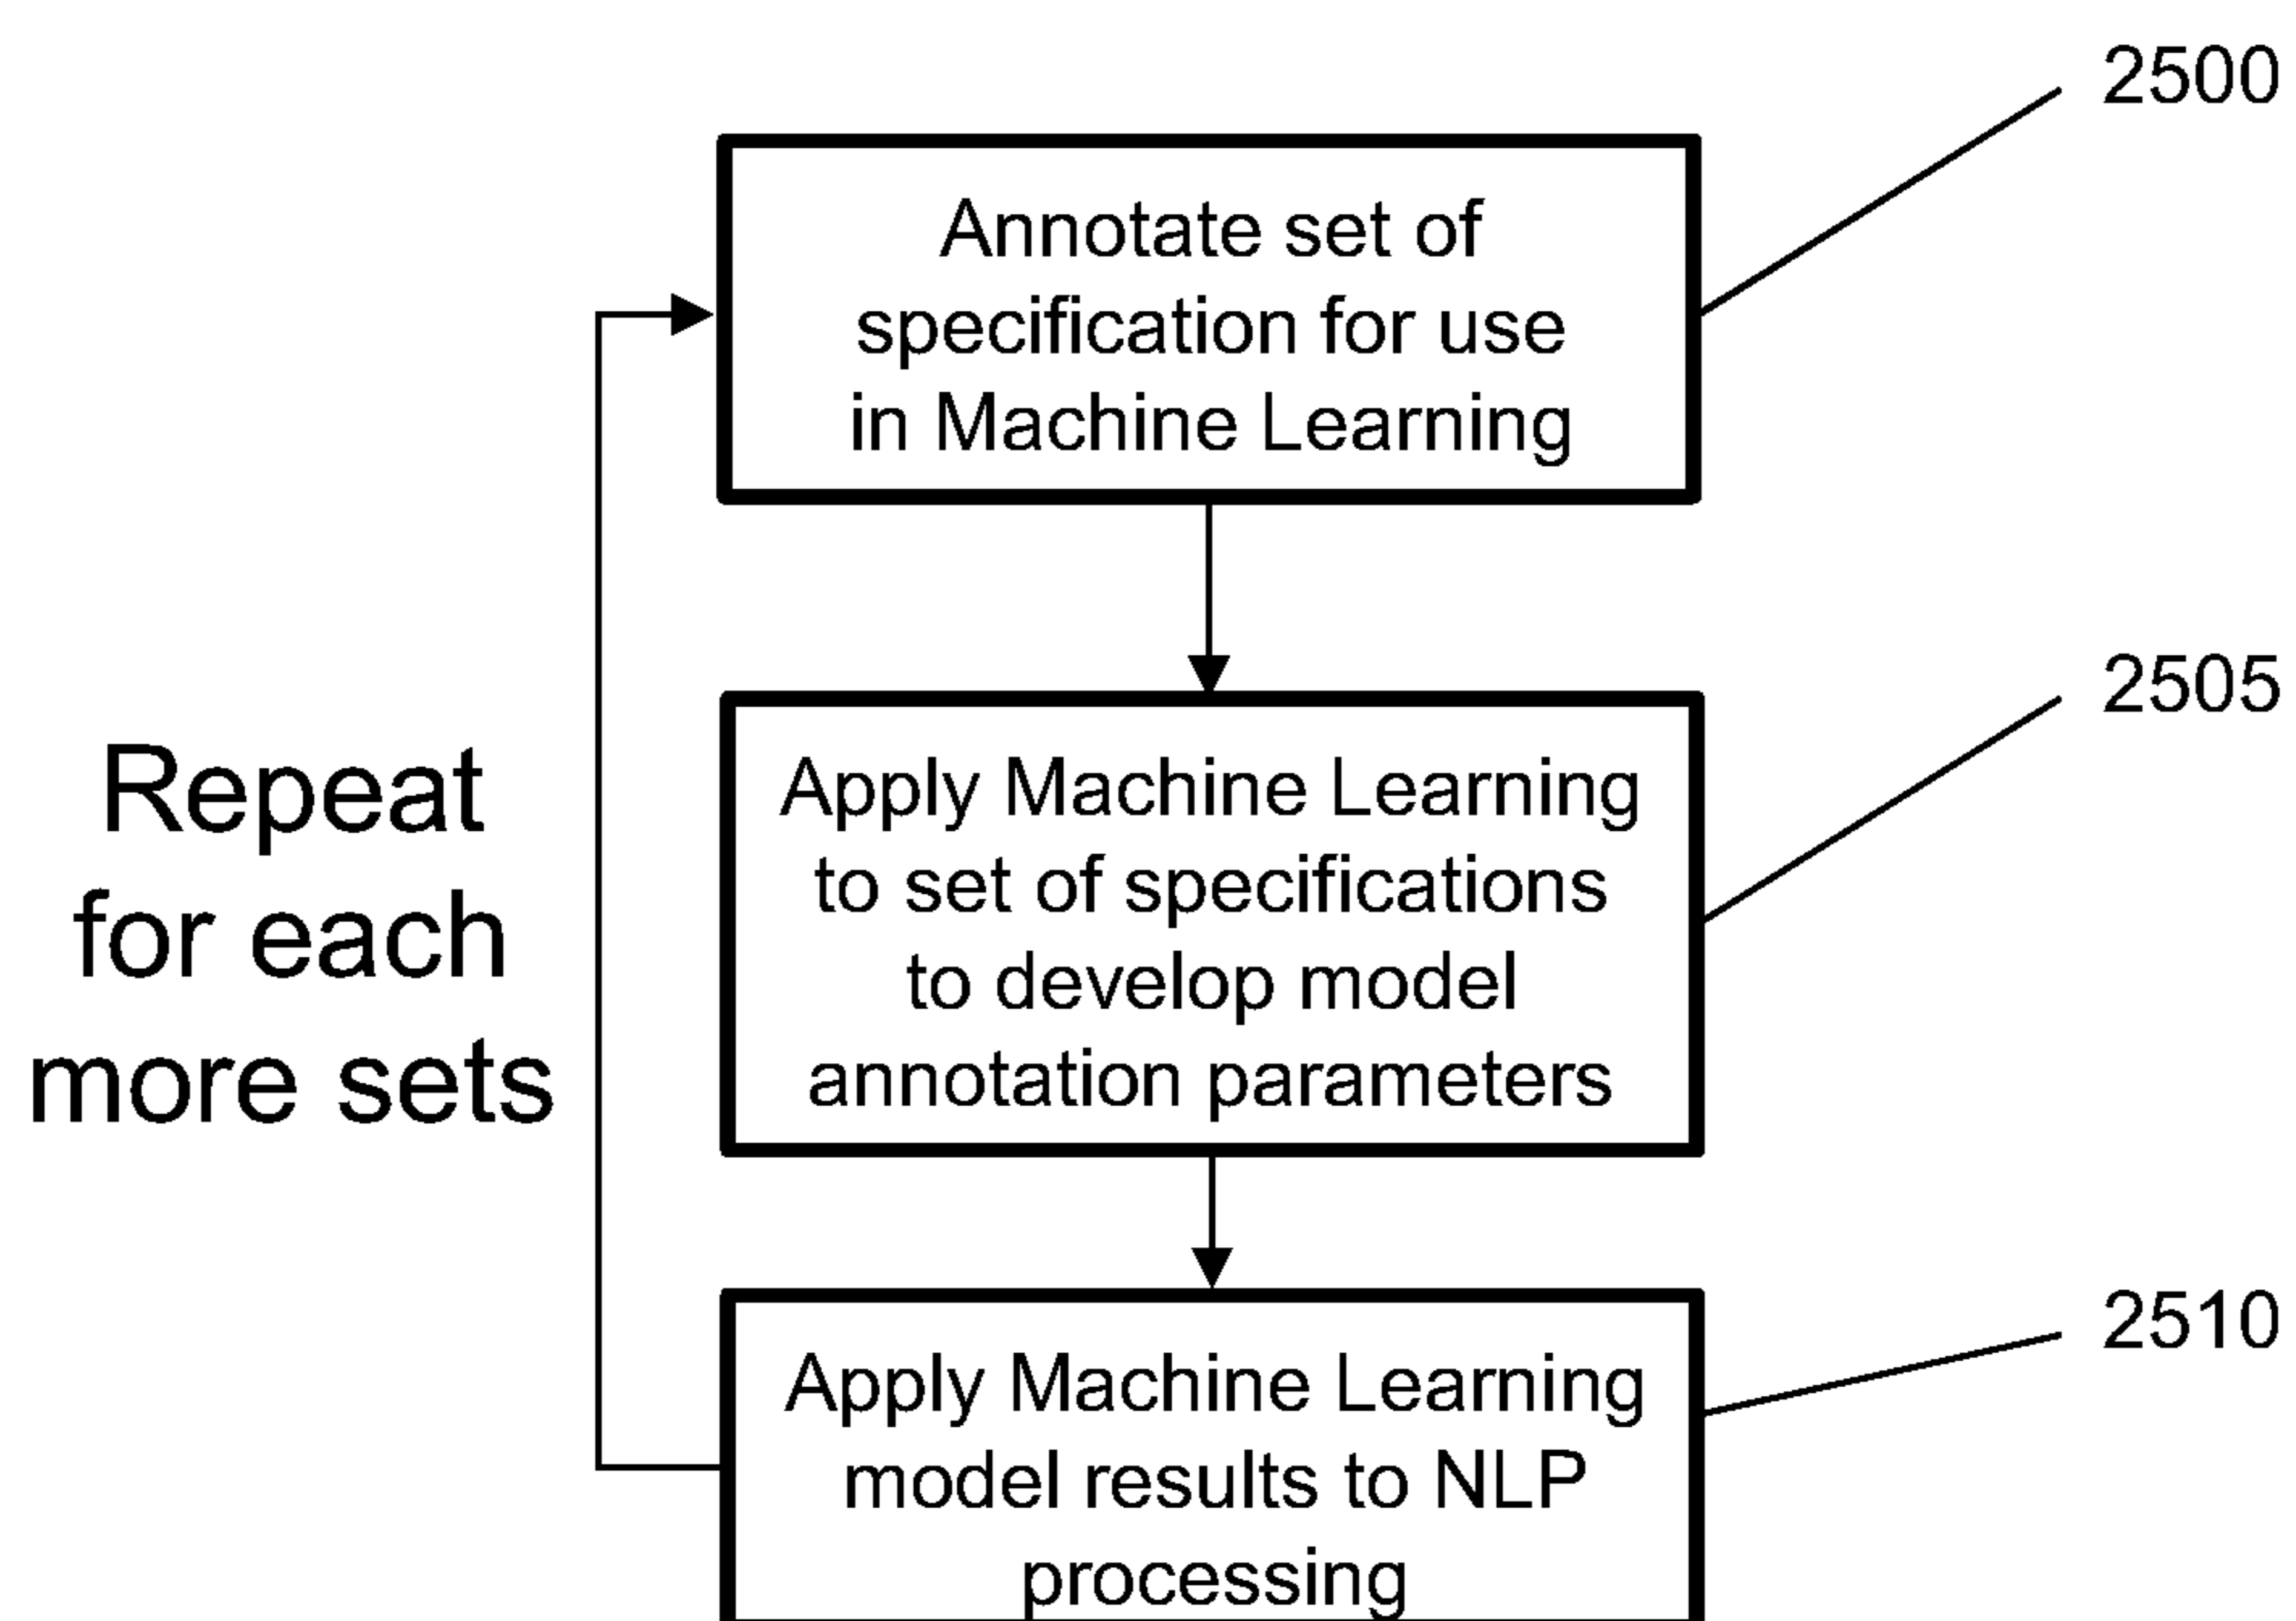 2500
Annotate set of
specification for use
in Machine Learning
2505
Apply Machine Learning
to set of specifications
to develop model
annotation parameters
Repeat
for each
more sets
2510
Apply Machine Learning
model results to NLP
processing